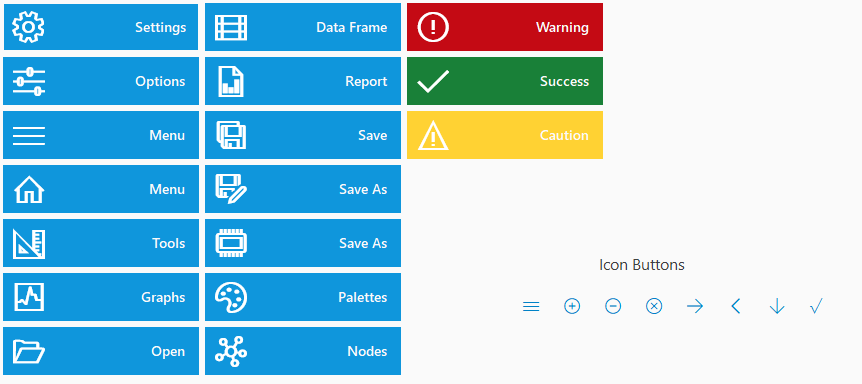 Settings
Options
Menu
Menu
Tools
Graphs
Open
Data Frame
Report
Save
Save As
Save As
Palettes
Nodes
Warning
Success
Caution
Icon Buttons